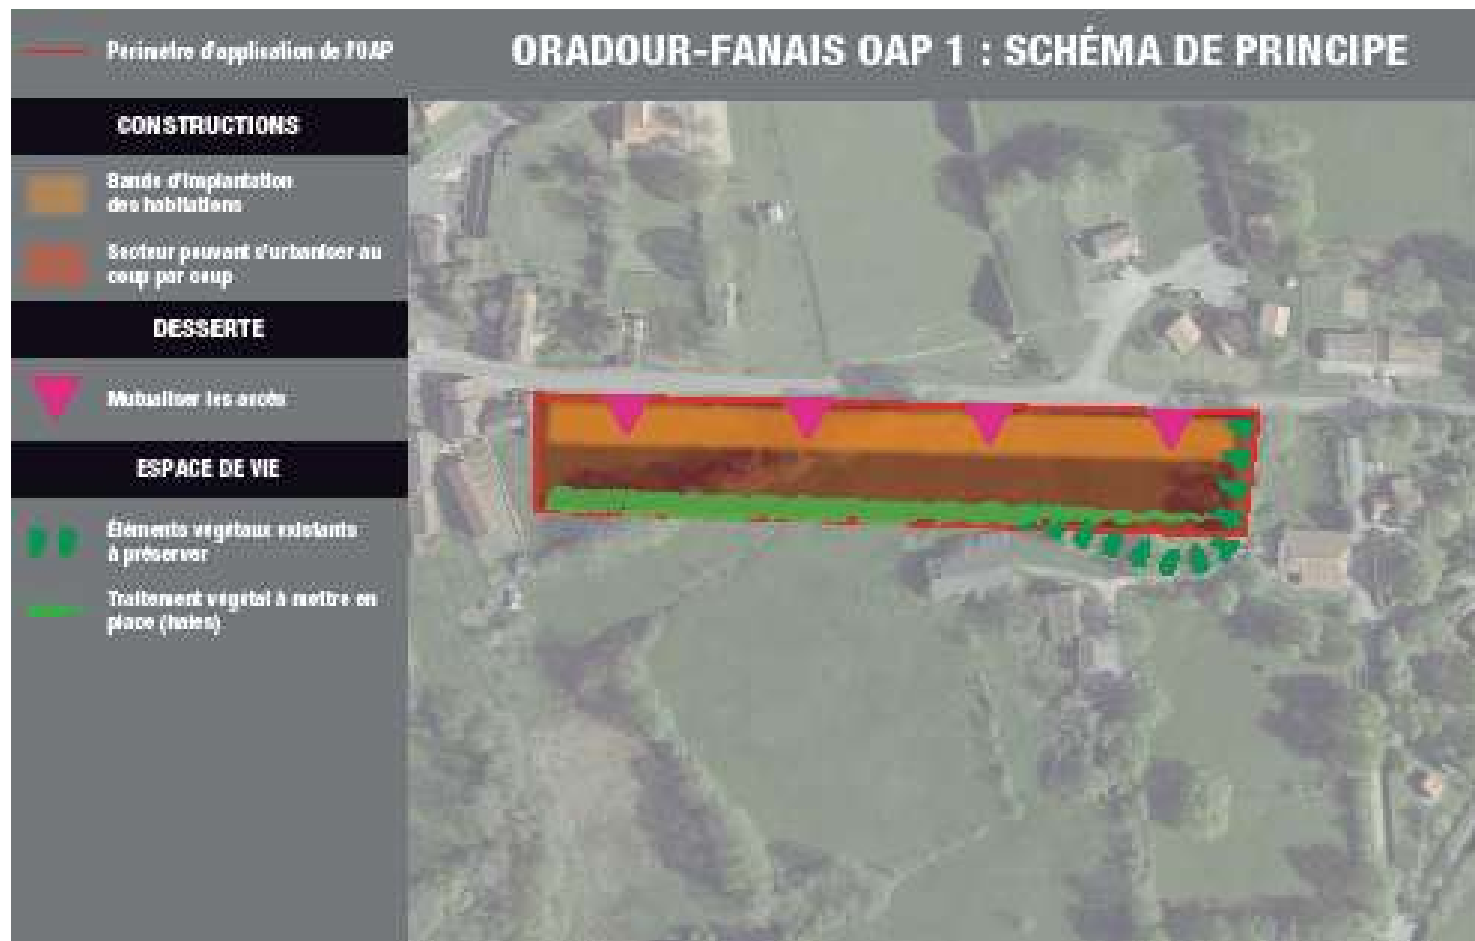 Périmètre d'application de l'OAP
ORADOUR-FANAIS OAP 1 : SCHÉMA DE PRINCIPE
CONSTRUCTIONS
Bande d'implantation
des habitations
Secteur pouvant s'urbaniser au
coup par coup
DESSERTE
Mutualiser les accès
ESPACE DE VIE
Éléments végétaux existants
à préserver
Traitement végétal à mettre en
place (haies)